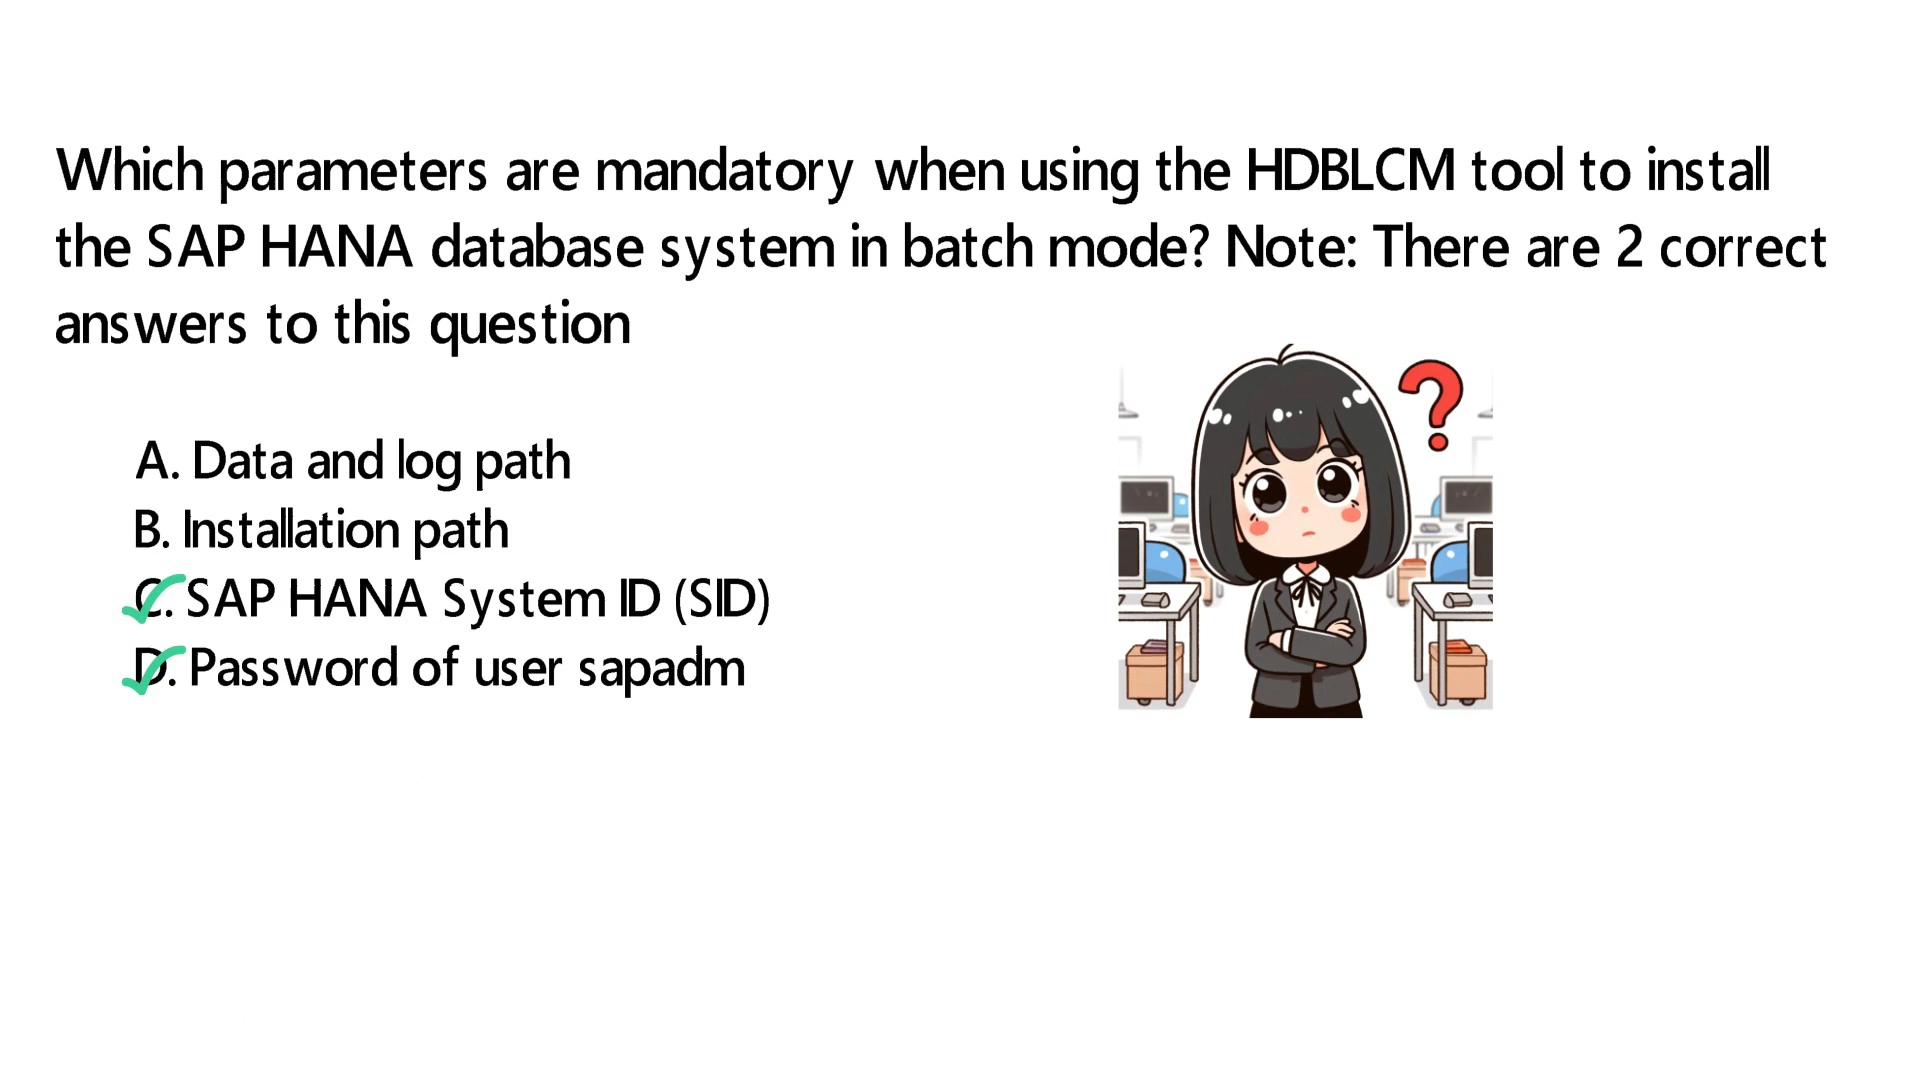 Which parameters are mandatory when using the HDBLCM tool to install
the SAP HANA database system in batch mode? Note: There are 2 correct
answers to this question
?
A. Data and log path
B. Installation path
C. SAP HANA System ID (SID)
D. Password of user sapadm